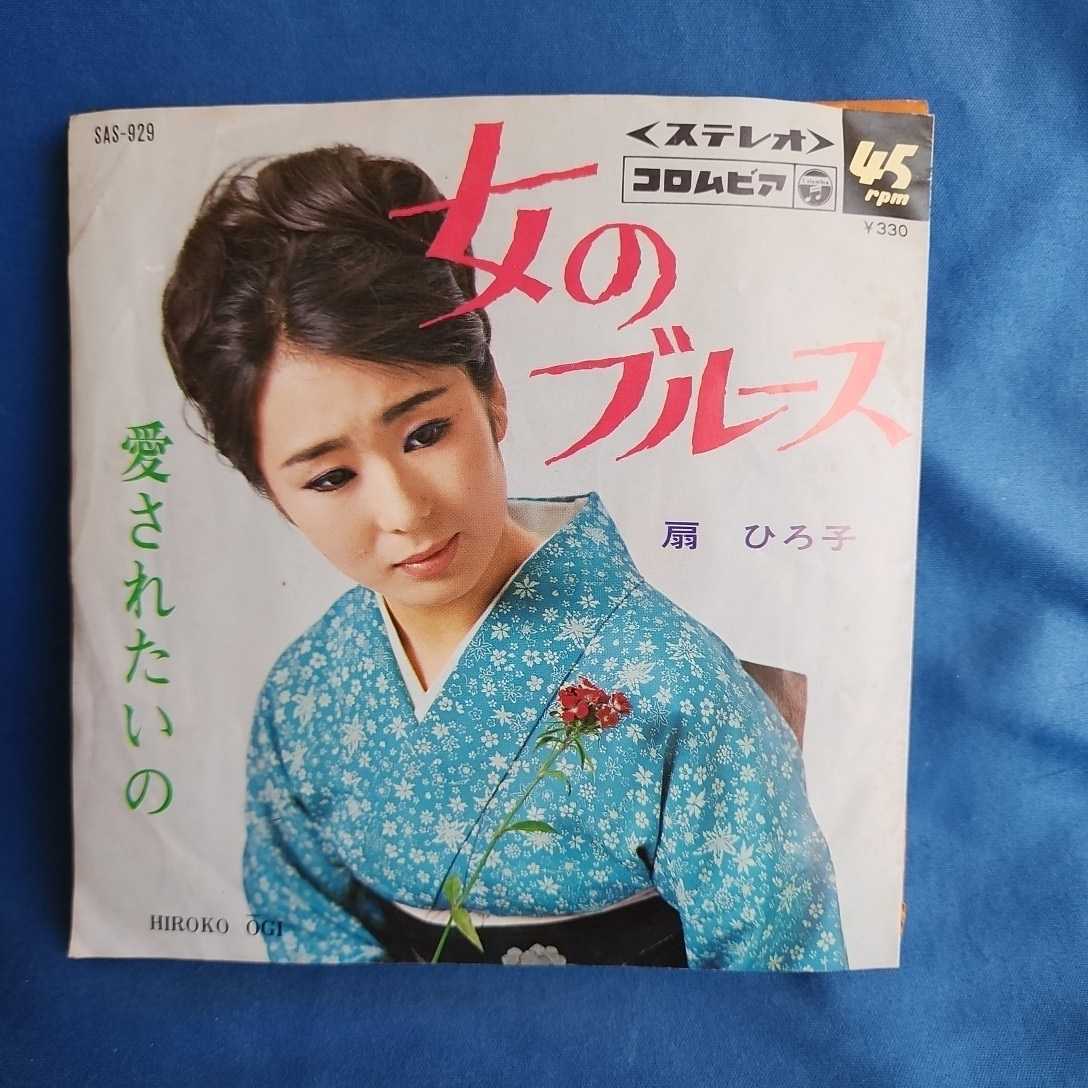 SAS-929
<ステレオ>
コロムビア
Columbia
45
rpm
¥330
女の
ブルース
扇 ひろ子
愛されたいの
HIROKO ŌGI